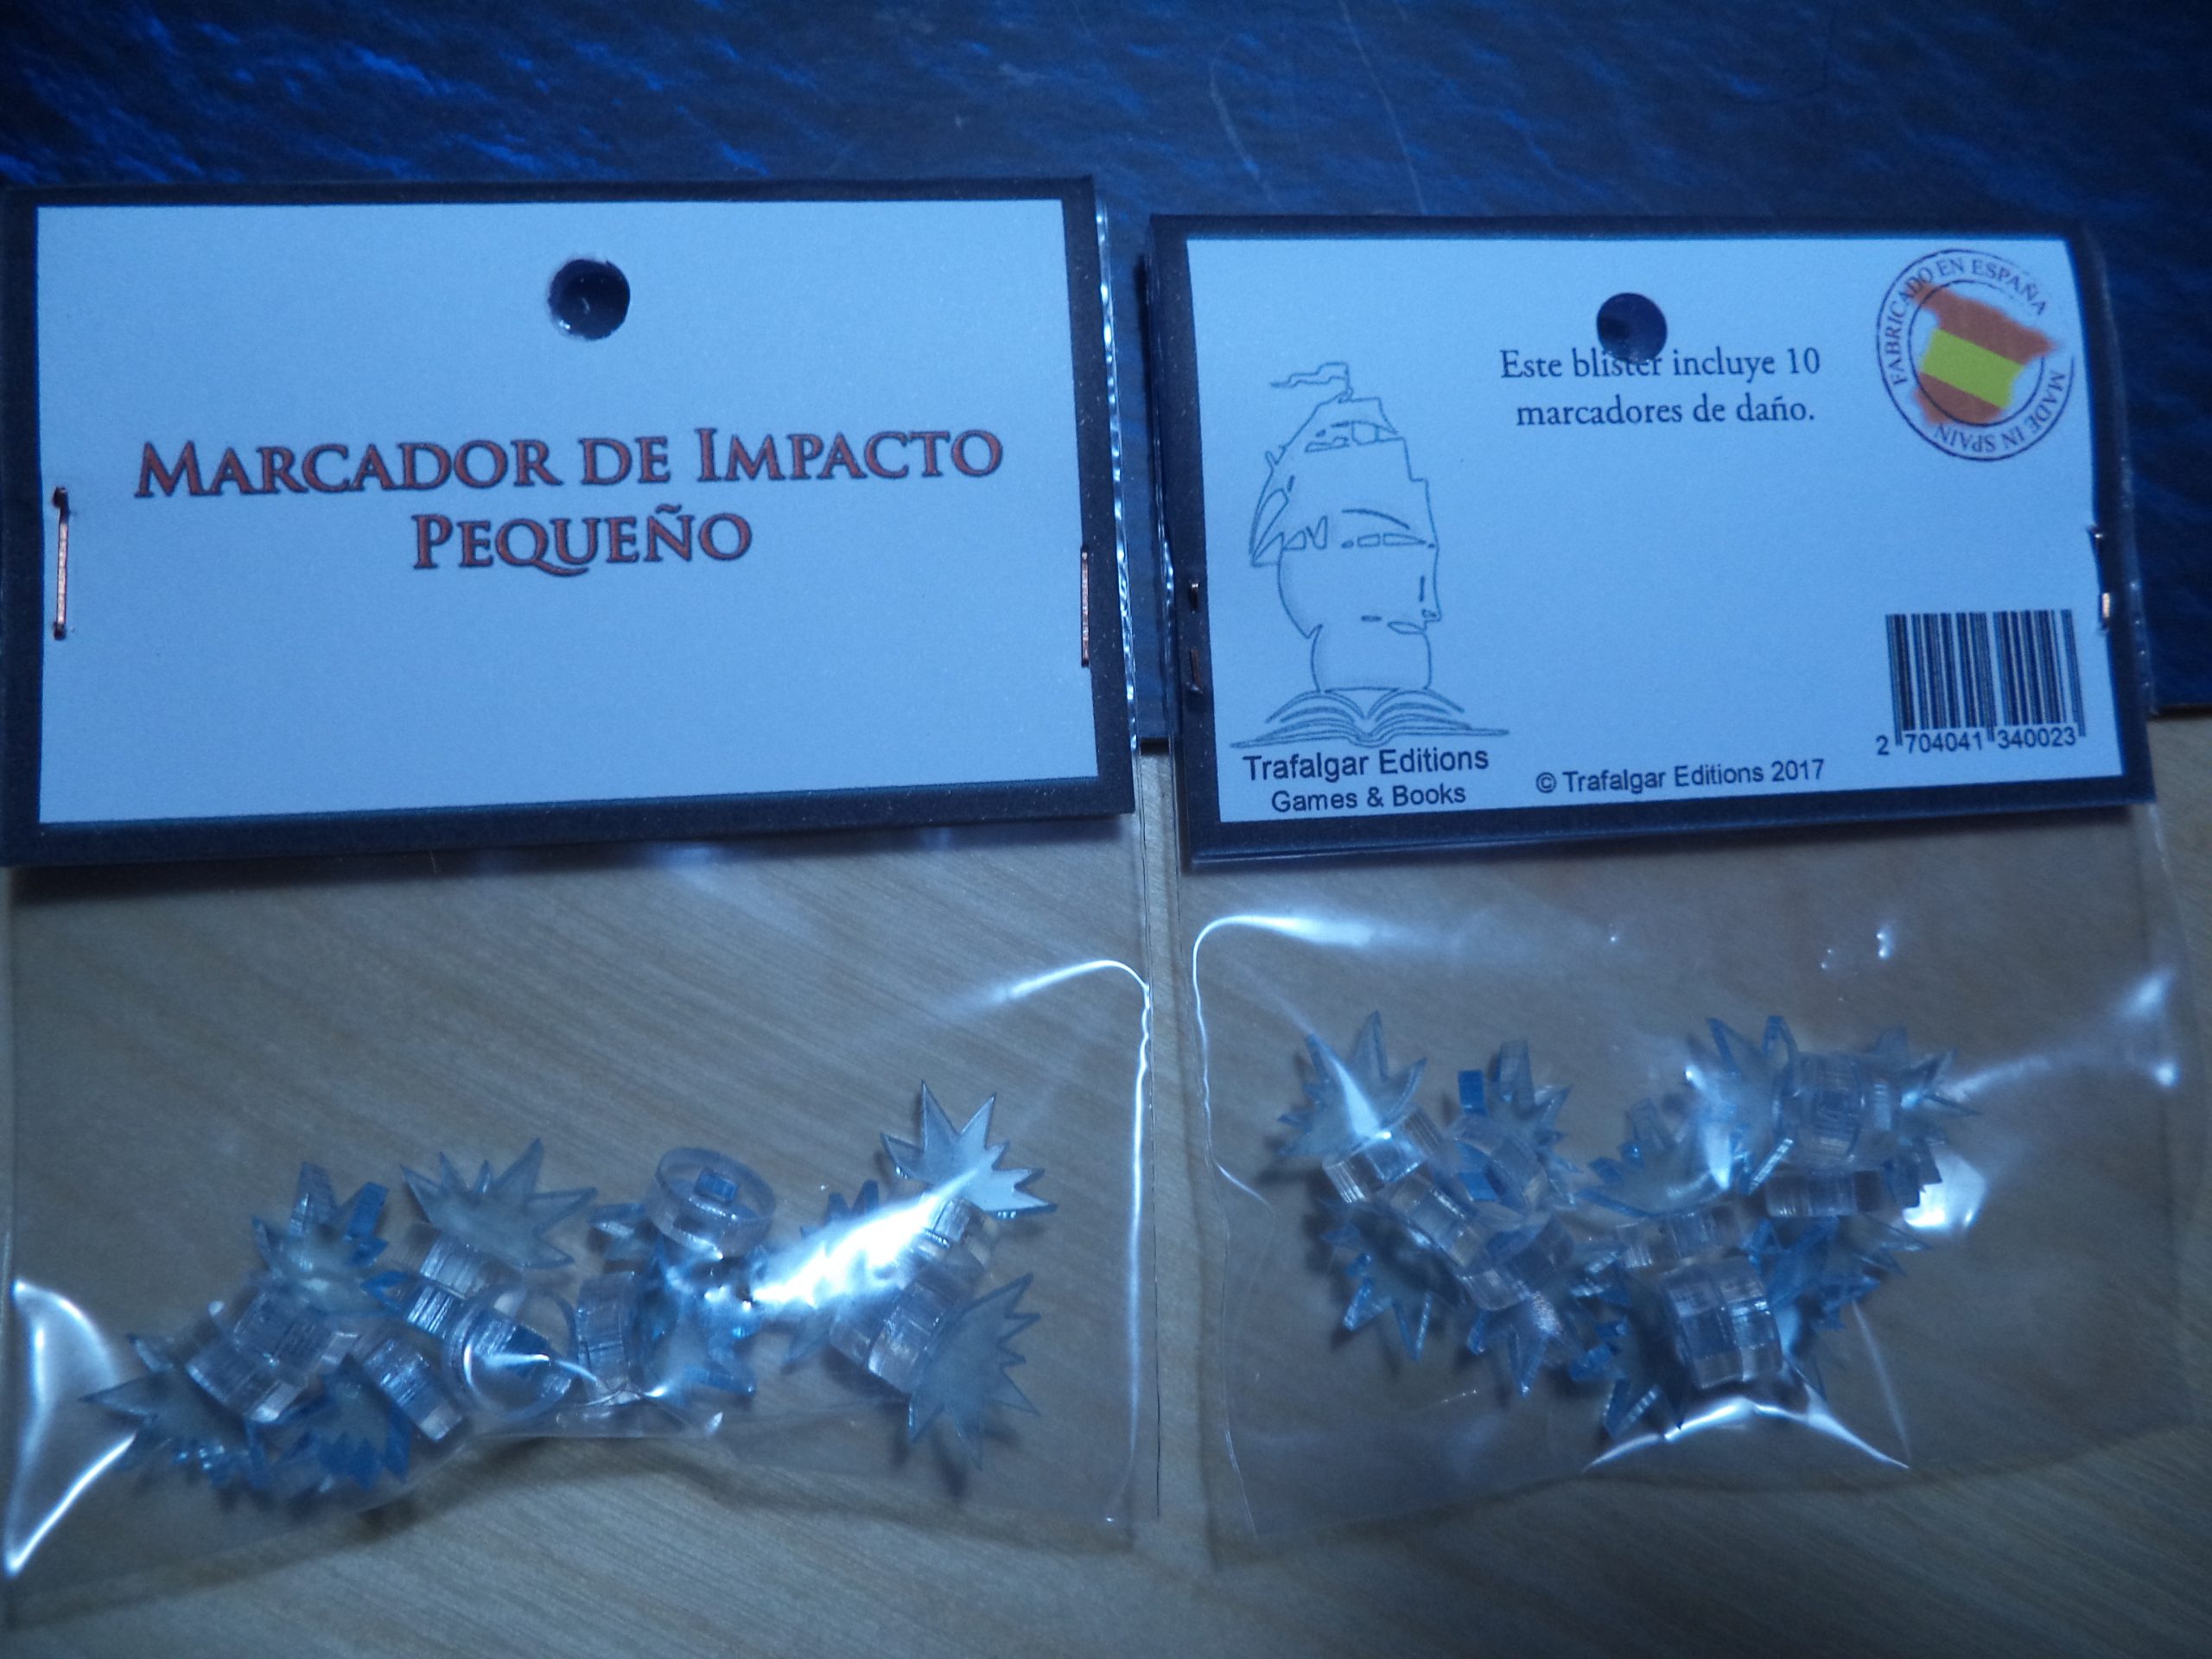 MARCADOR DE IMPACTO
PEQUEÑO
Este blister incluye 10
marcadores de daño.
FABRICADO EN ESPAÑA
MADE IN SPAIN
Trafalgar Editions
Games & Books
© Trafalgar Editions 2017
2 704041 340023